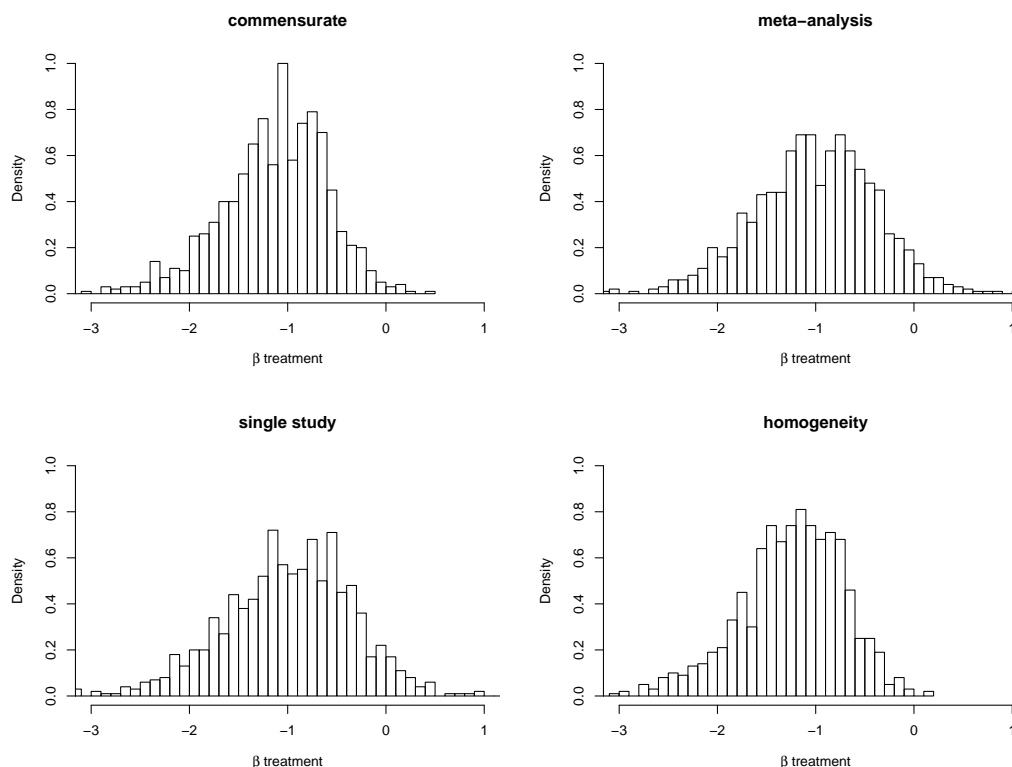 commensurate
Density
0.0 0.2 0.4 0.6 0.8 1.0
−3 −2 −1 0 1
β treatment
meta−analysis
Density
0.0 0.2 0.4 0.6 0.8 1.0
−3 −2 −1 0 1
β treatment
single study
Density
0.0 0.2 0.4 0.6 0.8 1.0
−3 −2 −1 0 1
β treatment
homogeneity
Density
0.0 0.2 0.4 0.6 0.8 1.0
−3 −2 −1 0 1
β treatment